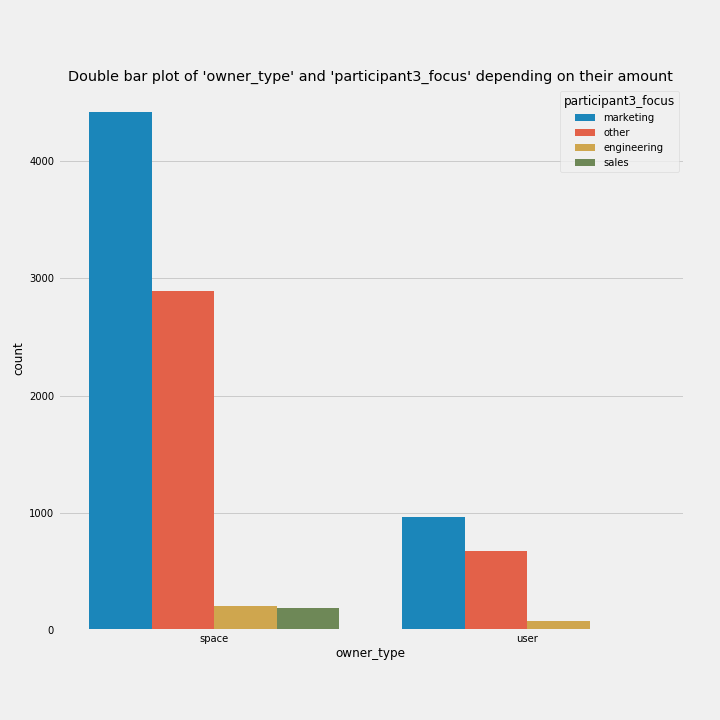 Double bar plot of 'owner_type' and 'participant3_focus' depending on their amount
participant3_focus
marketing
other
engineering
sales
4000
3000
2000
1000
0
count
space
user
owner_type